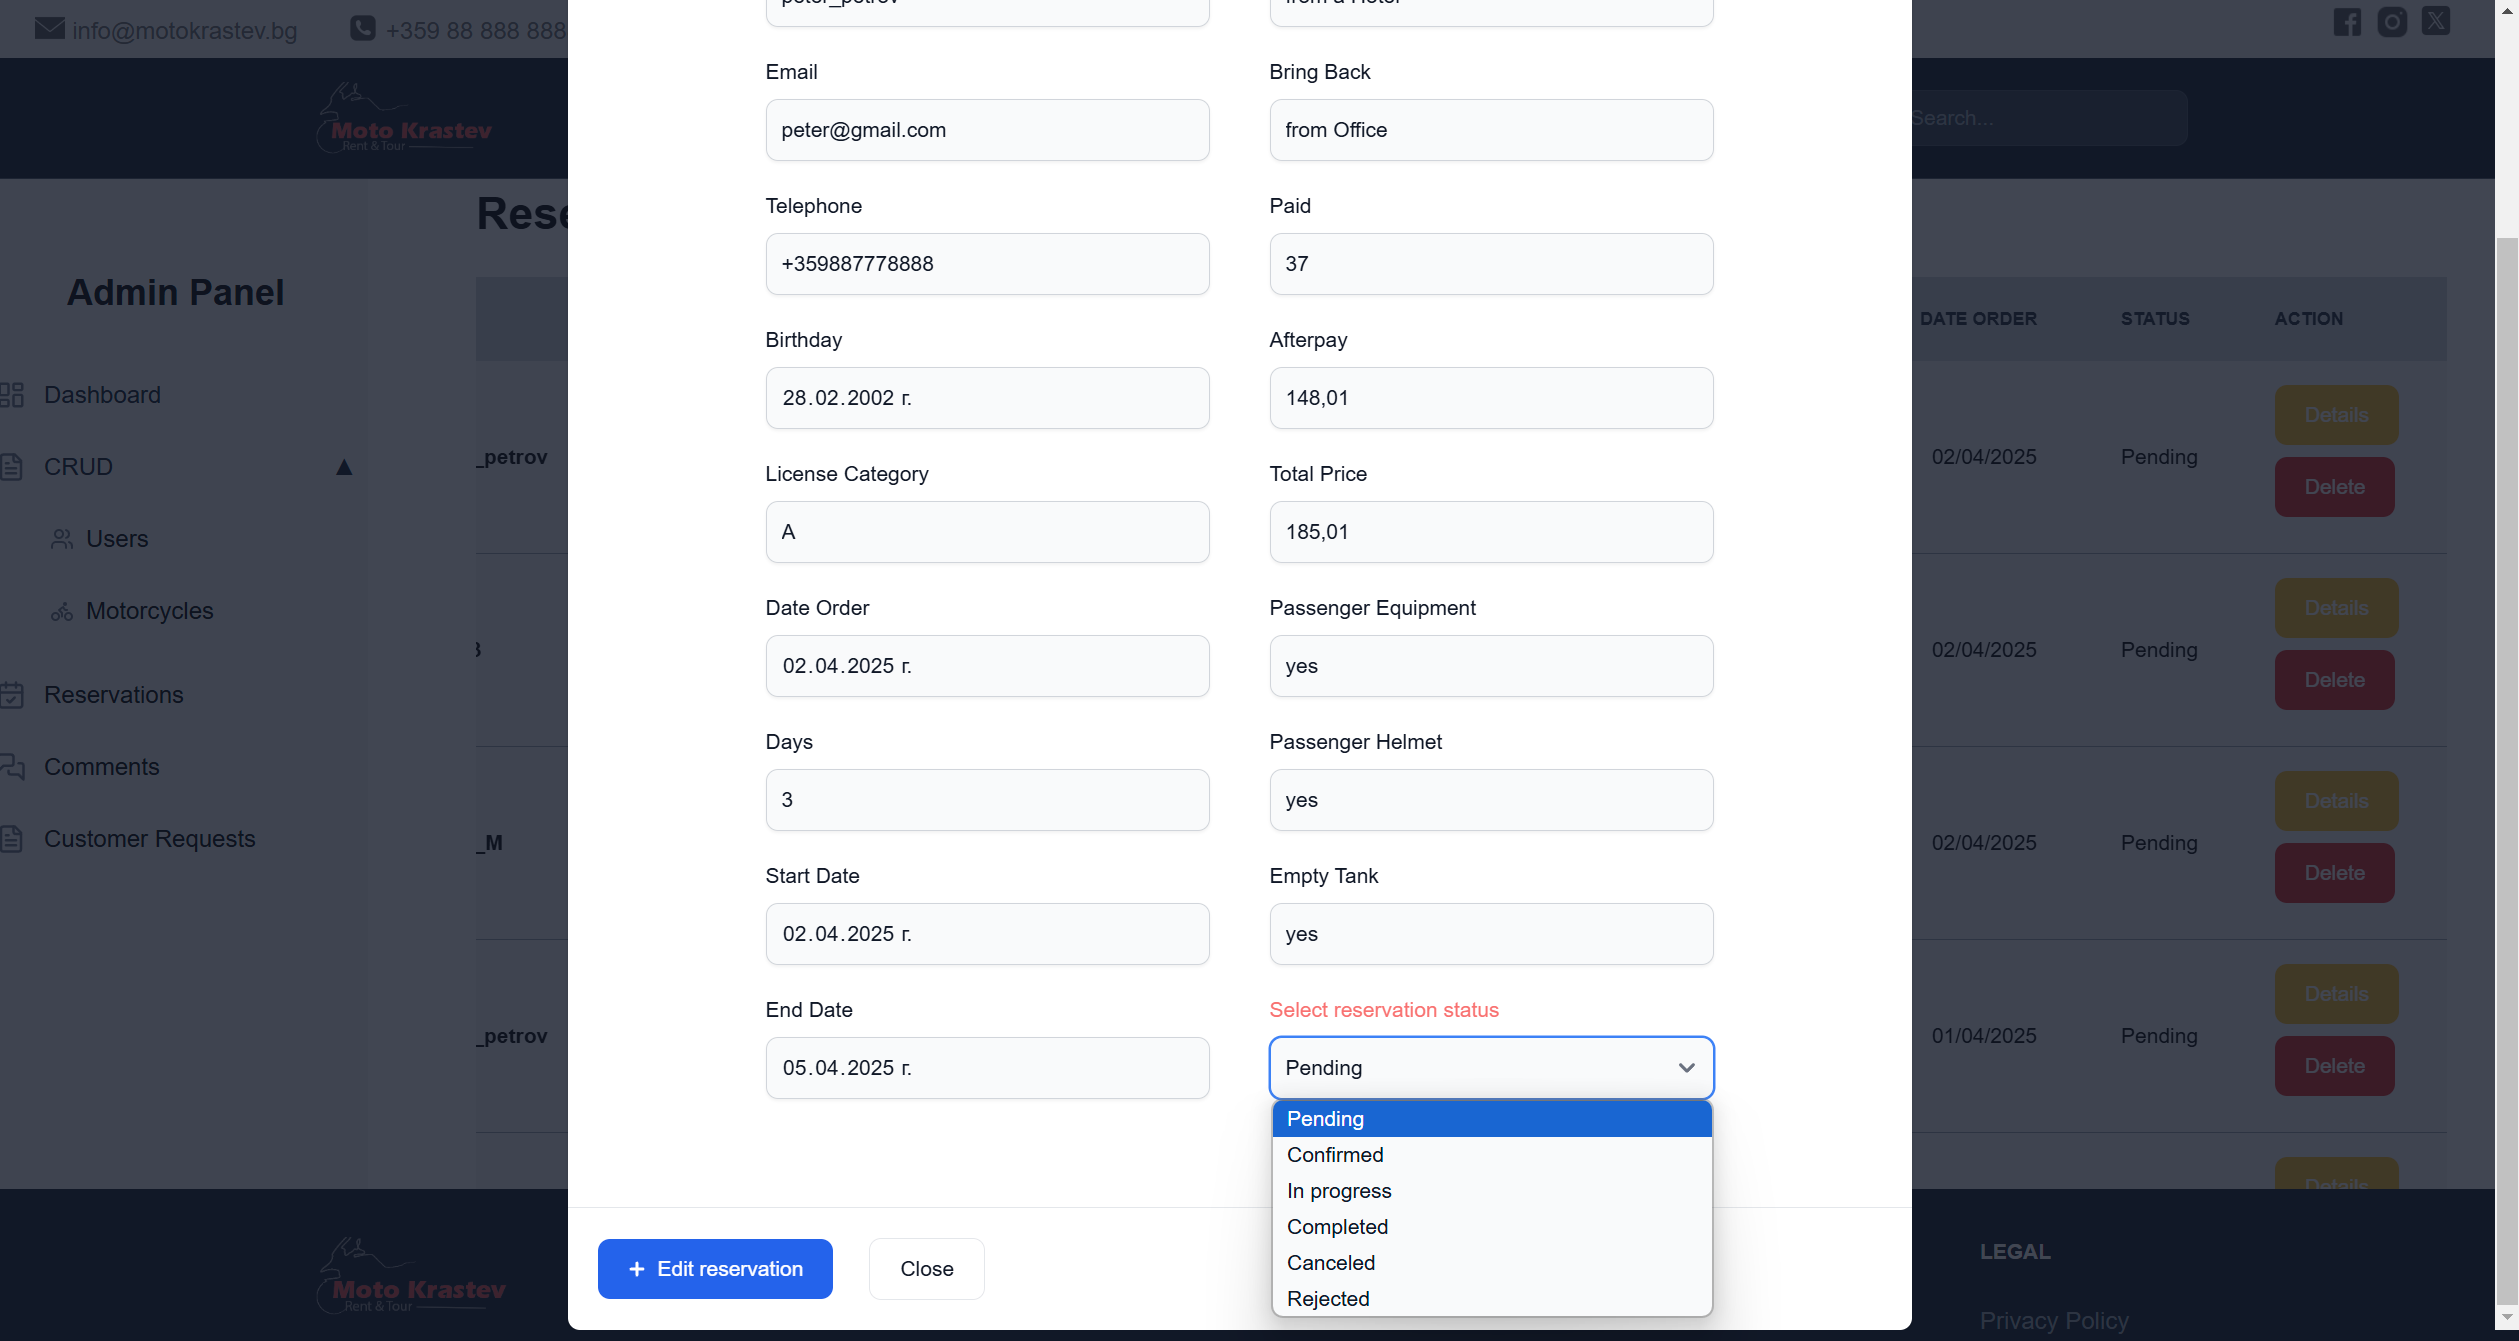 info@motokrastev.bg
+359 88 888 888
Moto Krastev
Rent & Tour
Search...
Rese
Admin Panel
Dashboard
CRUD
Users
Motorcycles
Reservations
Comments
Customer Requests
_petrov
_M
_petrov
peter_petrov
from a Hotel
Email
peter@gmail.com
Telephone
+359887778888
Birthday
28.02.2002 г.
License Category
A
Date Order
02.04.2025 г.
Days
3
Start Date
02.04.2025 г.
End Date
05.04.2025 г.
Bring Back
from Office
Paid
37
Afterpay
148,01
Total Price
185,01
Passenger Equipment
yes
Passenger Helmet
yes
Empty Tank
yes
Select reservation status
Pending
Pending
Confirmed
In progress
Completed
Canceled
Rejected
+ Edit reservation
Close
DATE ORDER STATUS ACTION
02/04/2025 Pending Details
Delete
02/04/2025 Pending Details
Delete
02/04/2025 Pending Details
Delete
01/04/2025 Pending Details
Delete
Details
Moto Krastev
Rent & Tour
LEGAL
Privacy Policy